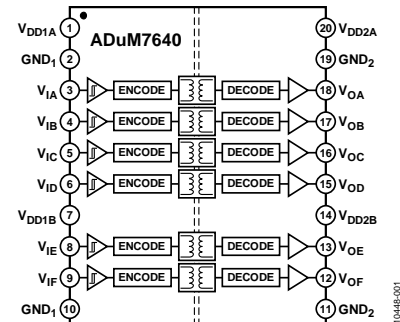 ADuM7640
VDD1A 1 20 VDD2A
GND1 2 19 GND2
VIA 3 ENCODE DECODE 18 VOA
VIB 4 ENCODE DECODE 17 VOB
VIC 5 ENCODE DECODE 16 VOC
VID 6 ENCODE DECODE 15 VOD
VDD1B 7 14 VDD2B
VIE 8 ENCODE DECODE 13 VOE
VIF 9 ENCODE DECODE 12 VOF
GND1 10 11 GND2
10448-001